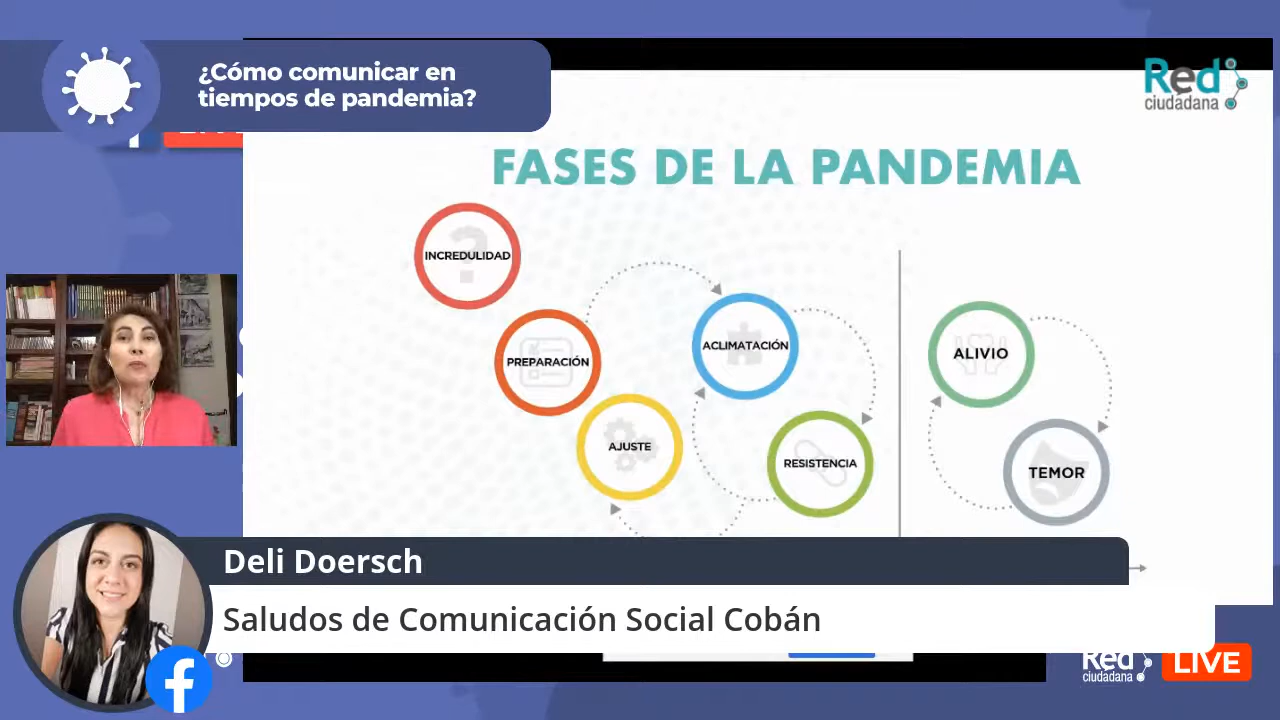 ¿Cómo comunicar en
tiempos de pandemia?
Red
ciudadana
FASES DE LA PANDEMIA
INCREDULIDAD
PREPARACIÓN
ACLIMATACIÓN
ALIVIO
AJUSTE
RESISTENCIA
TEMOR
Deli Doersch
Saludos de Comunicación Social Cobán
Red
ciudadana
LIVE